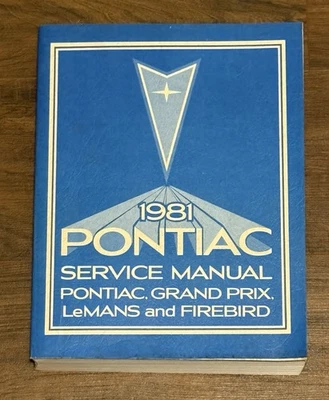 1981
PONTIAC
SERVICE MANUAL
PONTIAC, GRAND PRIX,
LeMANS and FIREBIRD